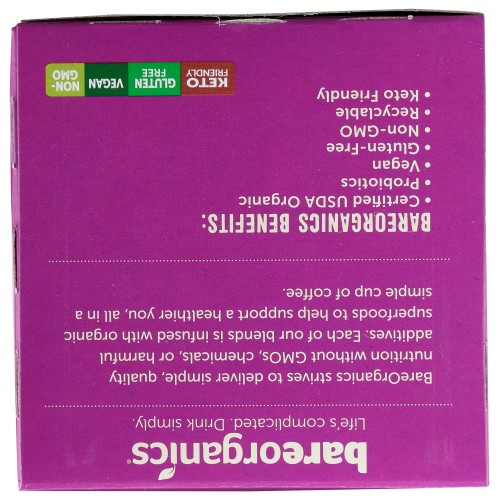 bareorganics®
Life's complicated. Drink simply.
BareOrganics strives to deliver simple, quality
nutrition without GMOs, chemicals, or harmful
additives. Each of our blends is infused with organic
superfoods to help support a healthier you, all in a
simple cup of coffee.
BAREORGANICS BENEFITS:
• Certified USDA Organic
• Probiotics
• Vegan
• Gluten-Free
• Non-GMO
• Recyclable
• Keto Friendly
KETO
FRIENDLY
GLUTEN
FREE
VEGAN
NON-
GMO